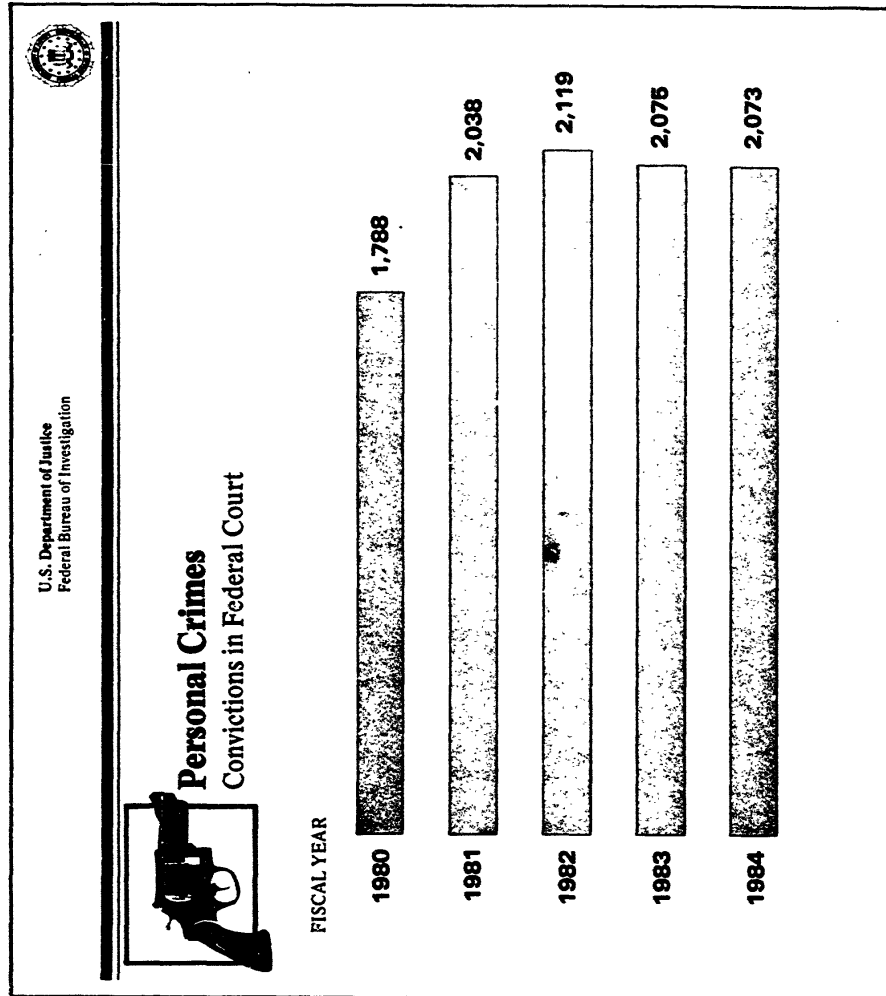 U.S. Department of Justice
Federal Bureau of Investigation
Personal Crimes
Convictions in Federal Court
FISCAL YEAR
1980 1,788
1981 2,038
1982 2,119
1983 2,075
1984 2,073